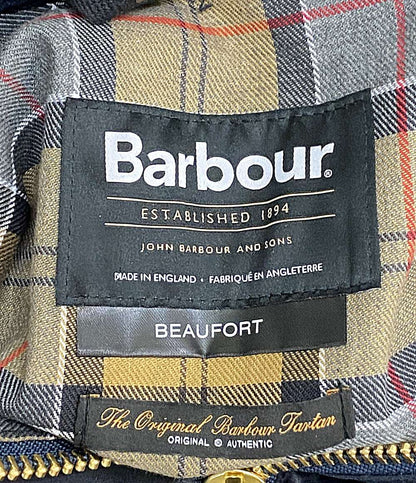 Barbour®
ESTABLISHED 1894
JOHN BARBOUR AND SONS
MADE IN ENGLAND • FABRIQUÉ EN ANGLETERRE
BEAUFORT
The Original Barbour Tartan
ORIGINAL @ AUTHENTIC